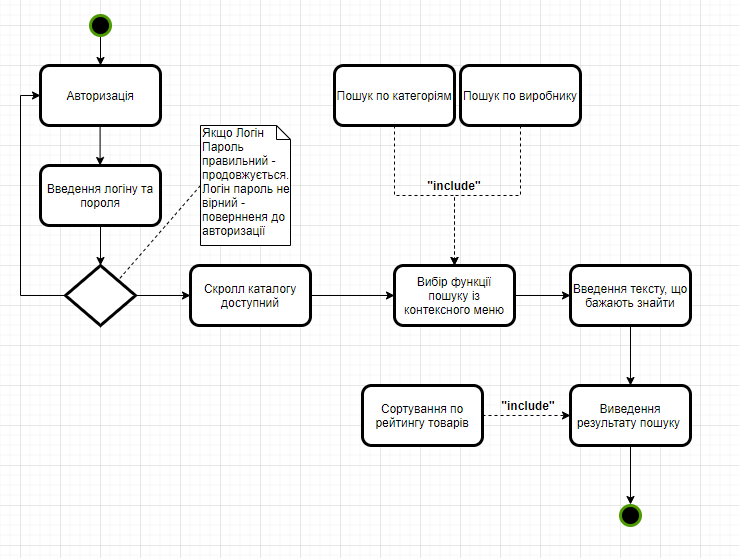 Авторизація
Пошук по категоріям
Пошук по виробнику
Якщо Логін
Пароль
правильний -
продовжується.
Логін пароль не
вірний -
поверннення до
авторизації
Введення логіну та
пороля
"include"
Скролл каталогу
доступний
Вибір функції
пошуку із
контексного меню
Введення тексту, що
бажають знайти
Сортування по
рейтингу товарів
"include"
Виведення
результату пошуку